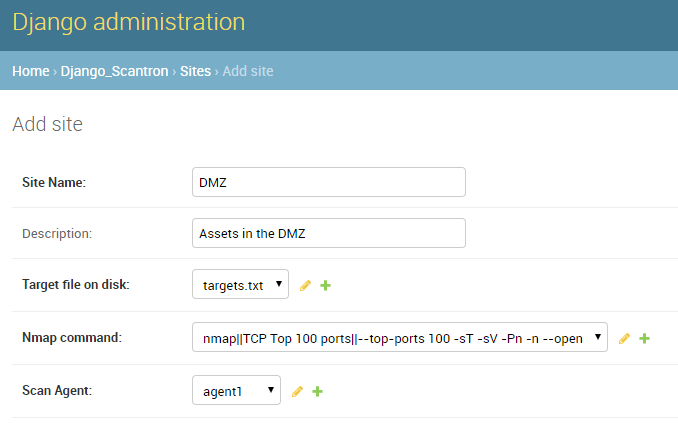 Django administration
Home › Django_Scantron › Sites › Add site
Add site
Site Name: DMZ
Description: Assets in the DMZ
Target file on disk: targets.txt
Nmap command: nmap||TCP Top 100 ports||--top-ports 100 -sT -sV -Pn -n --open
Scan Agent: agent1